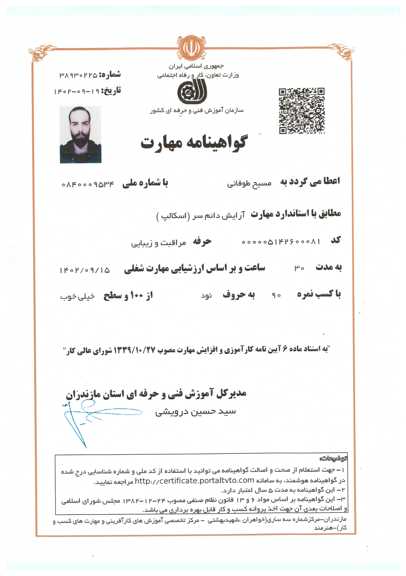 جمهوری اسلامی ایران
وزارت تعاون، کار و رفاه اجتماعی
سازمان آموزش فنی و حرفه ای کشور
شماره: ۳۸۹۳۰۲۲۵
تاریخ: ۱۴۰۲-۰۹-۱۹
گواهینامه مهارت
اعطا می گردد به مسیح طوفانی با شماره ملی ۰۸۴۰۰۰۹۵۳۴
مطابق با استاندارد مهارت آرایش دائم سر (اسکالپ)
کد ۰۰۰۰۰۵۱۴۲۶۰۰۰۸۱ حرفه مراقبت و زیبایی
به مدت ۳۰ ساعت و بر اساس ارزشیابی مهارت شغلی ۱۴۰۲/۰۹/۱۵
با کسب نمره ۹۰ به حروف نود از ۱۰۰ و سطح خیلی خوب
"به استناد ماده ۶ آیین نامه کارآموزی و افزایش مهارت مصوب ۱۳۳۹/۱۰/۲۷ شورای عالی کار"
مدیرکل آموزش فنی و حرفه ای استان مازندران
سید حسین درویشی
توضیحات:
۱- جهت استعلام از صحت و اصالت گواهینامه می توانید با استفاده از کد ملی و شماره شناسایی درج شده
در گواهینامه هوشمند، به سامانه http://certificate.portaltvto.com مراجعه نمایید.
۲- این گواهینامه به مدت ۵ سال اعتبار دارد.
۳- این گواهینامه بر اساس مواد ۶ و ۱۳ قانون نظام صنفی مصوب ۲۴-۱۲-۱۳۸۲ مجلس شورای اسلامی
و اصلاحات بعدی آن جهت اخذ پروانه کسب و کار قابل بهره برداری می باشد.
مازندران-مرکزشماره سه ساری(خواهران ،شهیدبهشتی - مرکز تخصصی آموزش های کارآفرینی و مهارت های کسب و
کار)-هنرمند